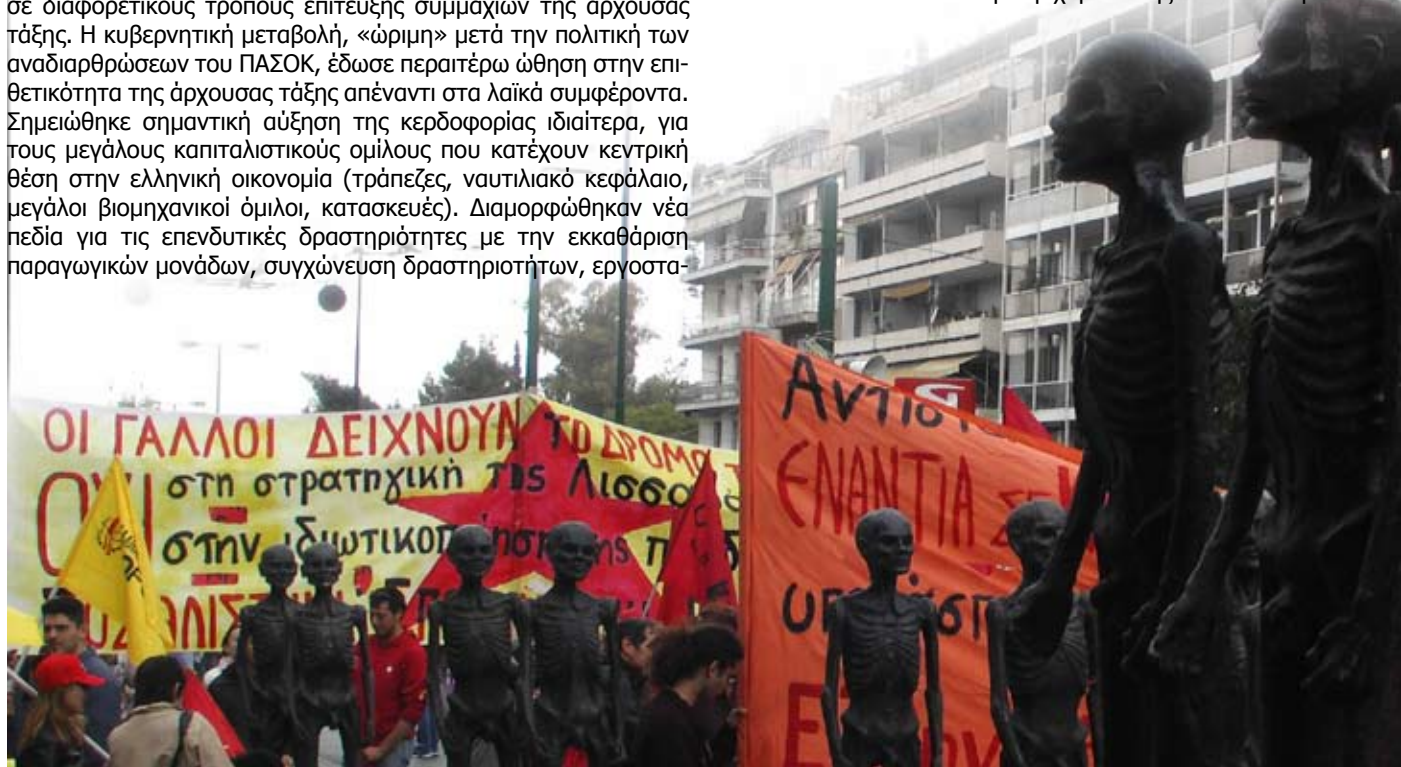 σε διαφορετικούς τρόπους επίτευξης συμμαχιών της άρχουσας
τάξης. Η κυβερνητική μεταβολή, «ώριμη» μετά την πολιτική των
αναδιαρθρώσεων του ΠΑΣΟΚ, έδωσε περαιτέρω ώθηση στην επι-
θετικότητα της άρχουσας τάξης απέναντι στα λαϊκά συμφέροντα.
Σημειώθηκε σημαντική αύξηση της κερδοφορίας ιδιαίτερα, για
τους μεγάλους καπιταλιστικούς ομίλους που κατέχουν κεντρική
θέση στην ελληνική οικονομία (τράπεζες, ναυτιλιακό κεφάλαιο,
μεγάλοι βιομηχανικοί όμιλοι, κατασκευές). Διαμορφώθηκαν νέα
πεδία για τις επενδυτικές δραστηριότητες με την εκκαθάριση
παραγωγικών μονάδων, συγχώνευση δραστηριοτήτων, εργοστα-
ΟΙ ΓΑΛΛΟΙ ΔΕΙΧΝΟΥΝ ΤΟ ΔΡΟΜΟ
ΟΧΙ στη στρατηγική της
στην
ΕΝΑΝΤΙΑ